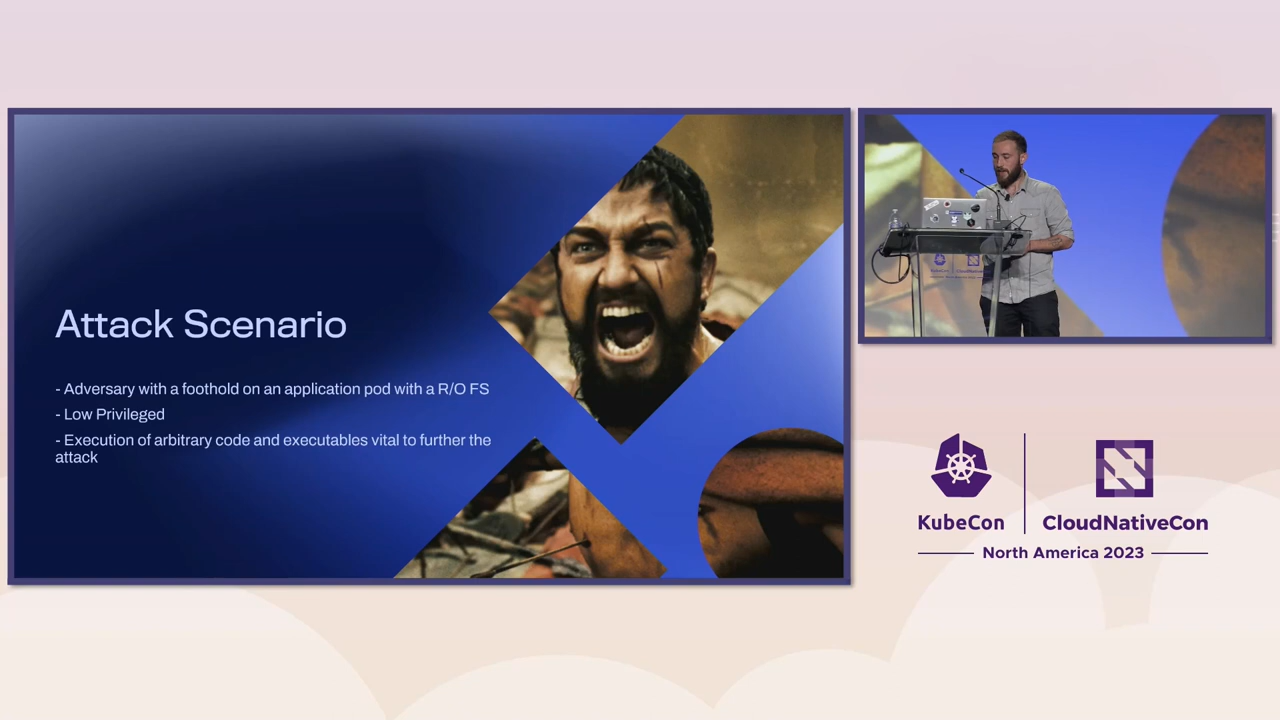 Attack Scenario
- Adversary with a foothold on an application pod with a R/O FS
- Low Privileged
- Execution of arbitrary code and executables vital to further the
attack
KubeCon
CloudNativeCon
North America 2023